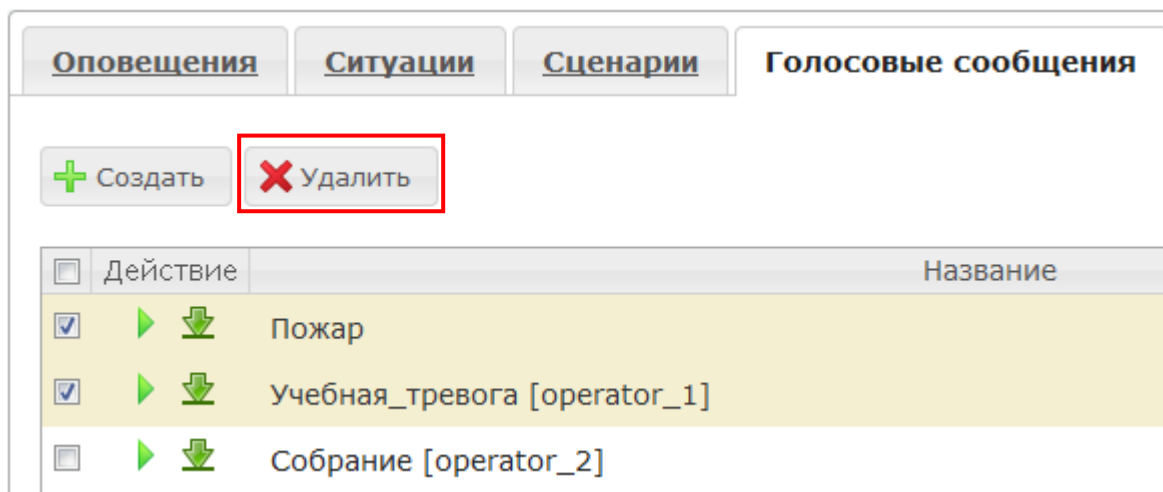 Оповещения Ситуации Сценарии Голосовые сообщения
Создать Удалить
Действие Название
Пожар
Учебная_тревога [operator_1]
Собрание [operator_2]